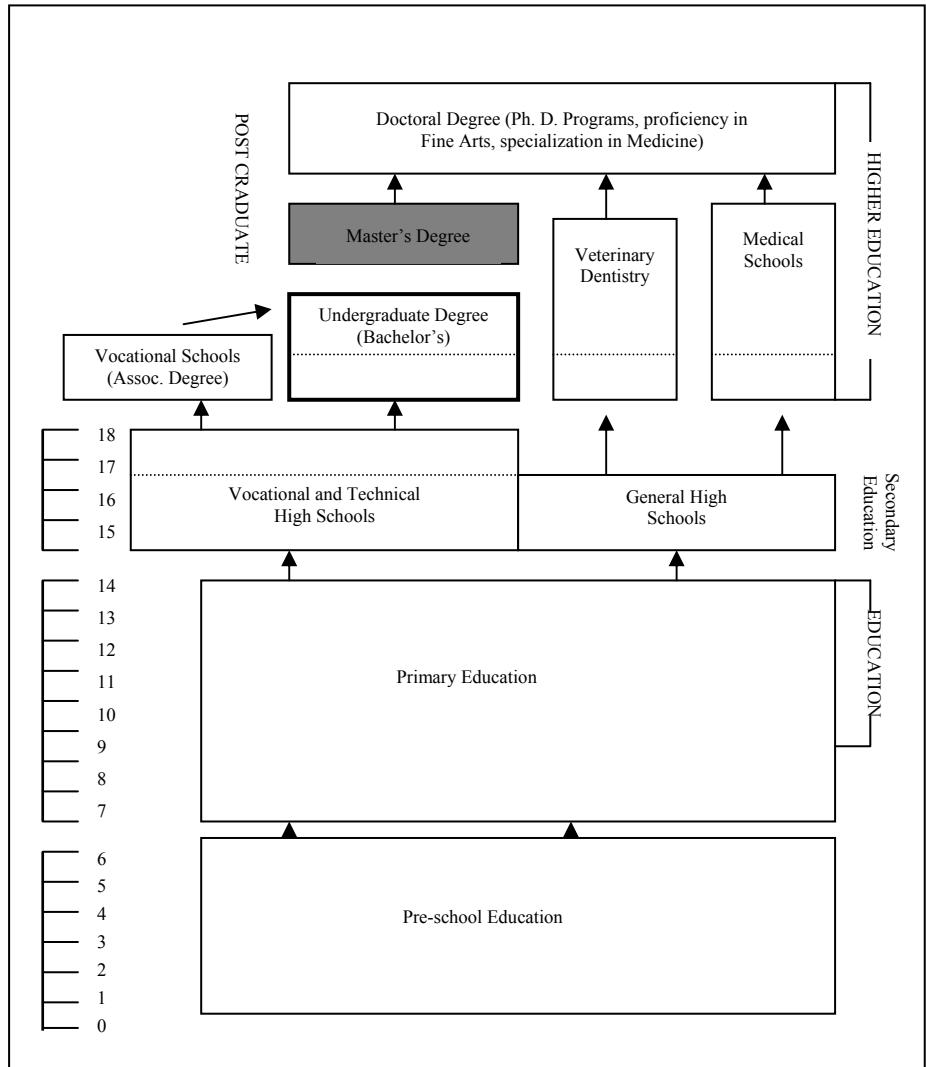 Doctoral Degree (Ph. D. Programs, proficiency in
Fine Arts, specialization in Medicine)
POST CRADUATE
HIGHER EDUCATION
Master’s Degree
Veterinary
Dentistry
Medical
Schools
Undergraduate Degree
(Bachelor’s)
Vocational Schools
(Assoc. Degree)
18
17
16
15
Vocational and Technical
High Schools
General High
Schools
Secondary
Education
14
13
12
11
10
9
8
7
Primary Education
EDUCATION
6
5
4
3
2
1
0
Pre-school Education